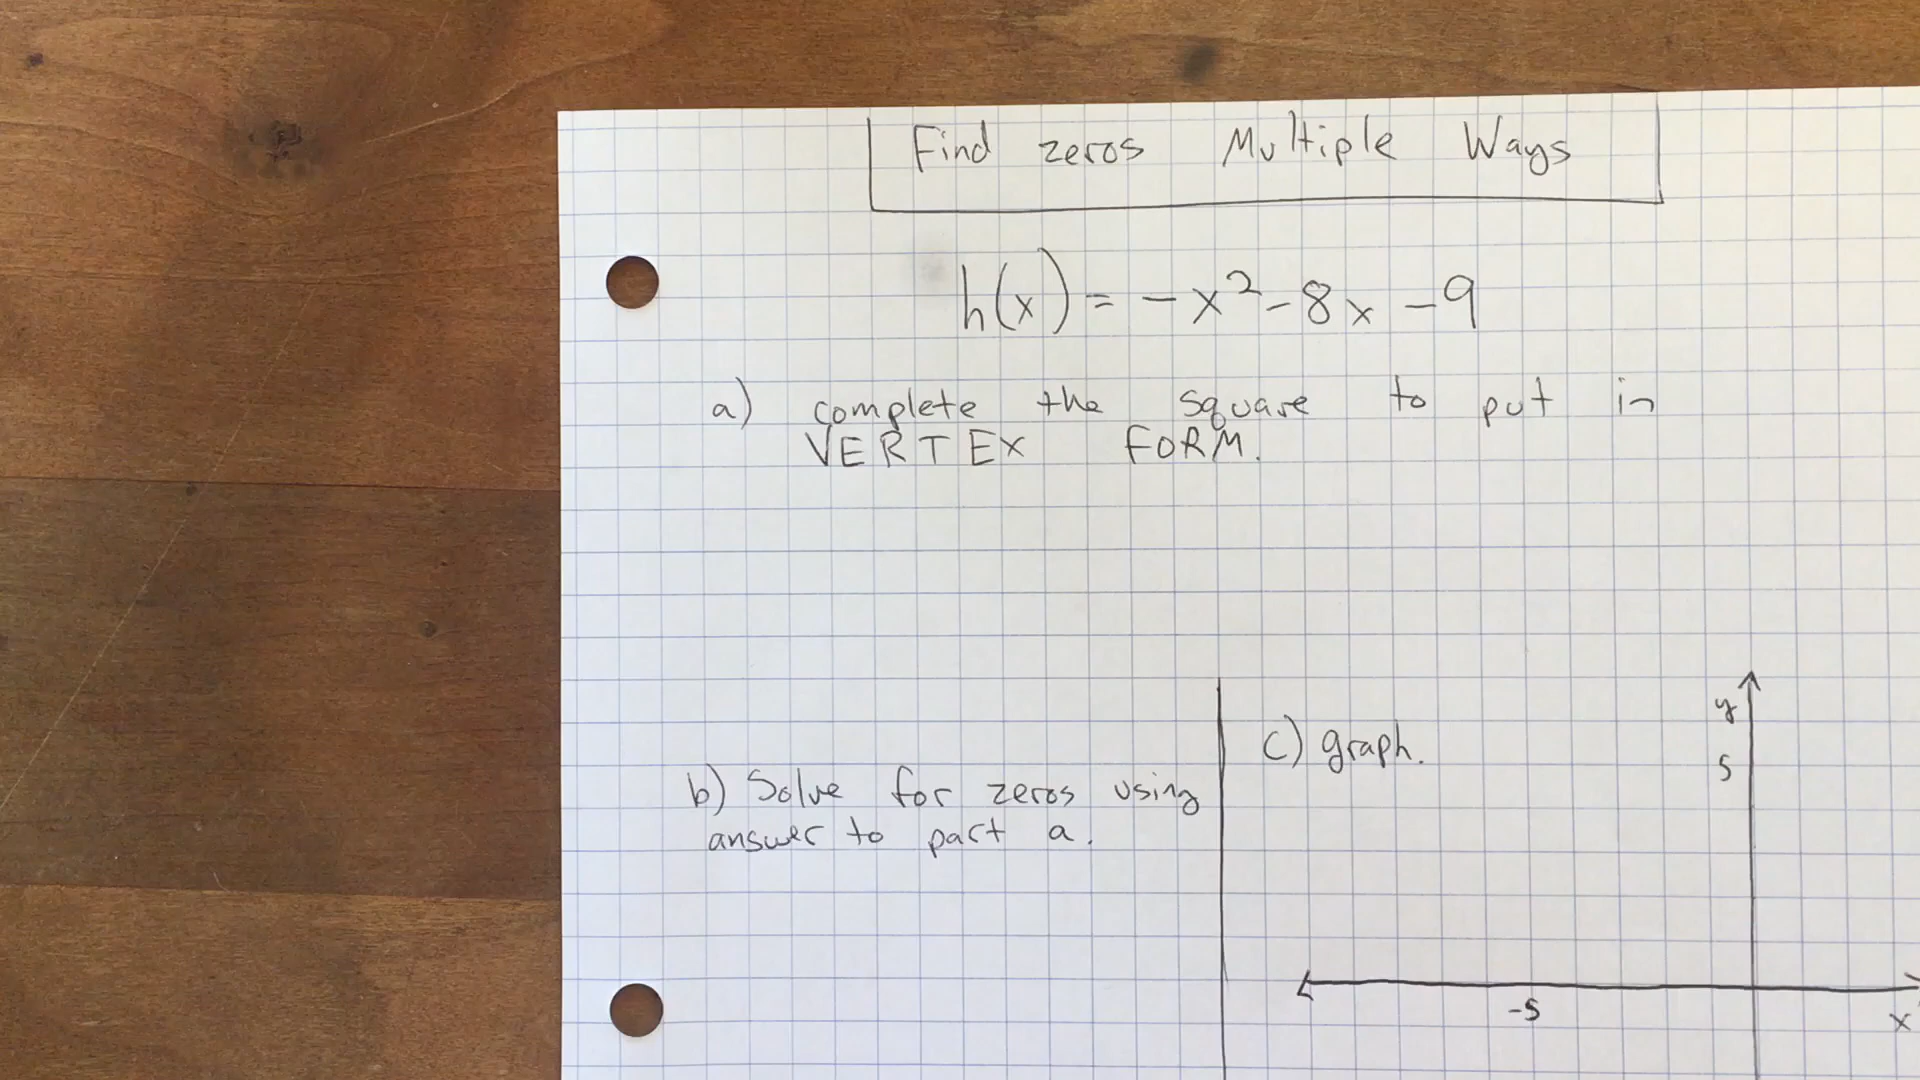 Find zeros Multiple Ways
h(x) = -x² - 8x - 9
a) complete the square to put in
VERTEX FORM.
b) Solve for zeros using
answer to part a.
c) graph.
y
5
-5
x